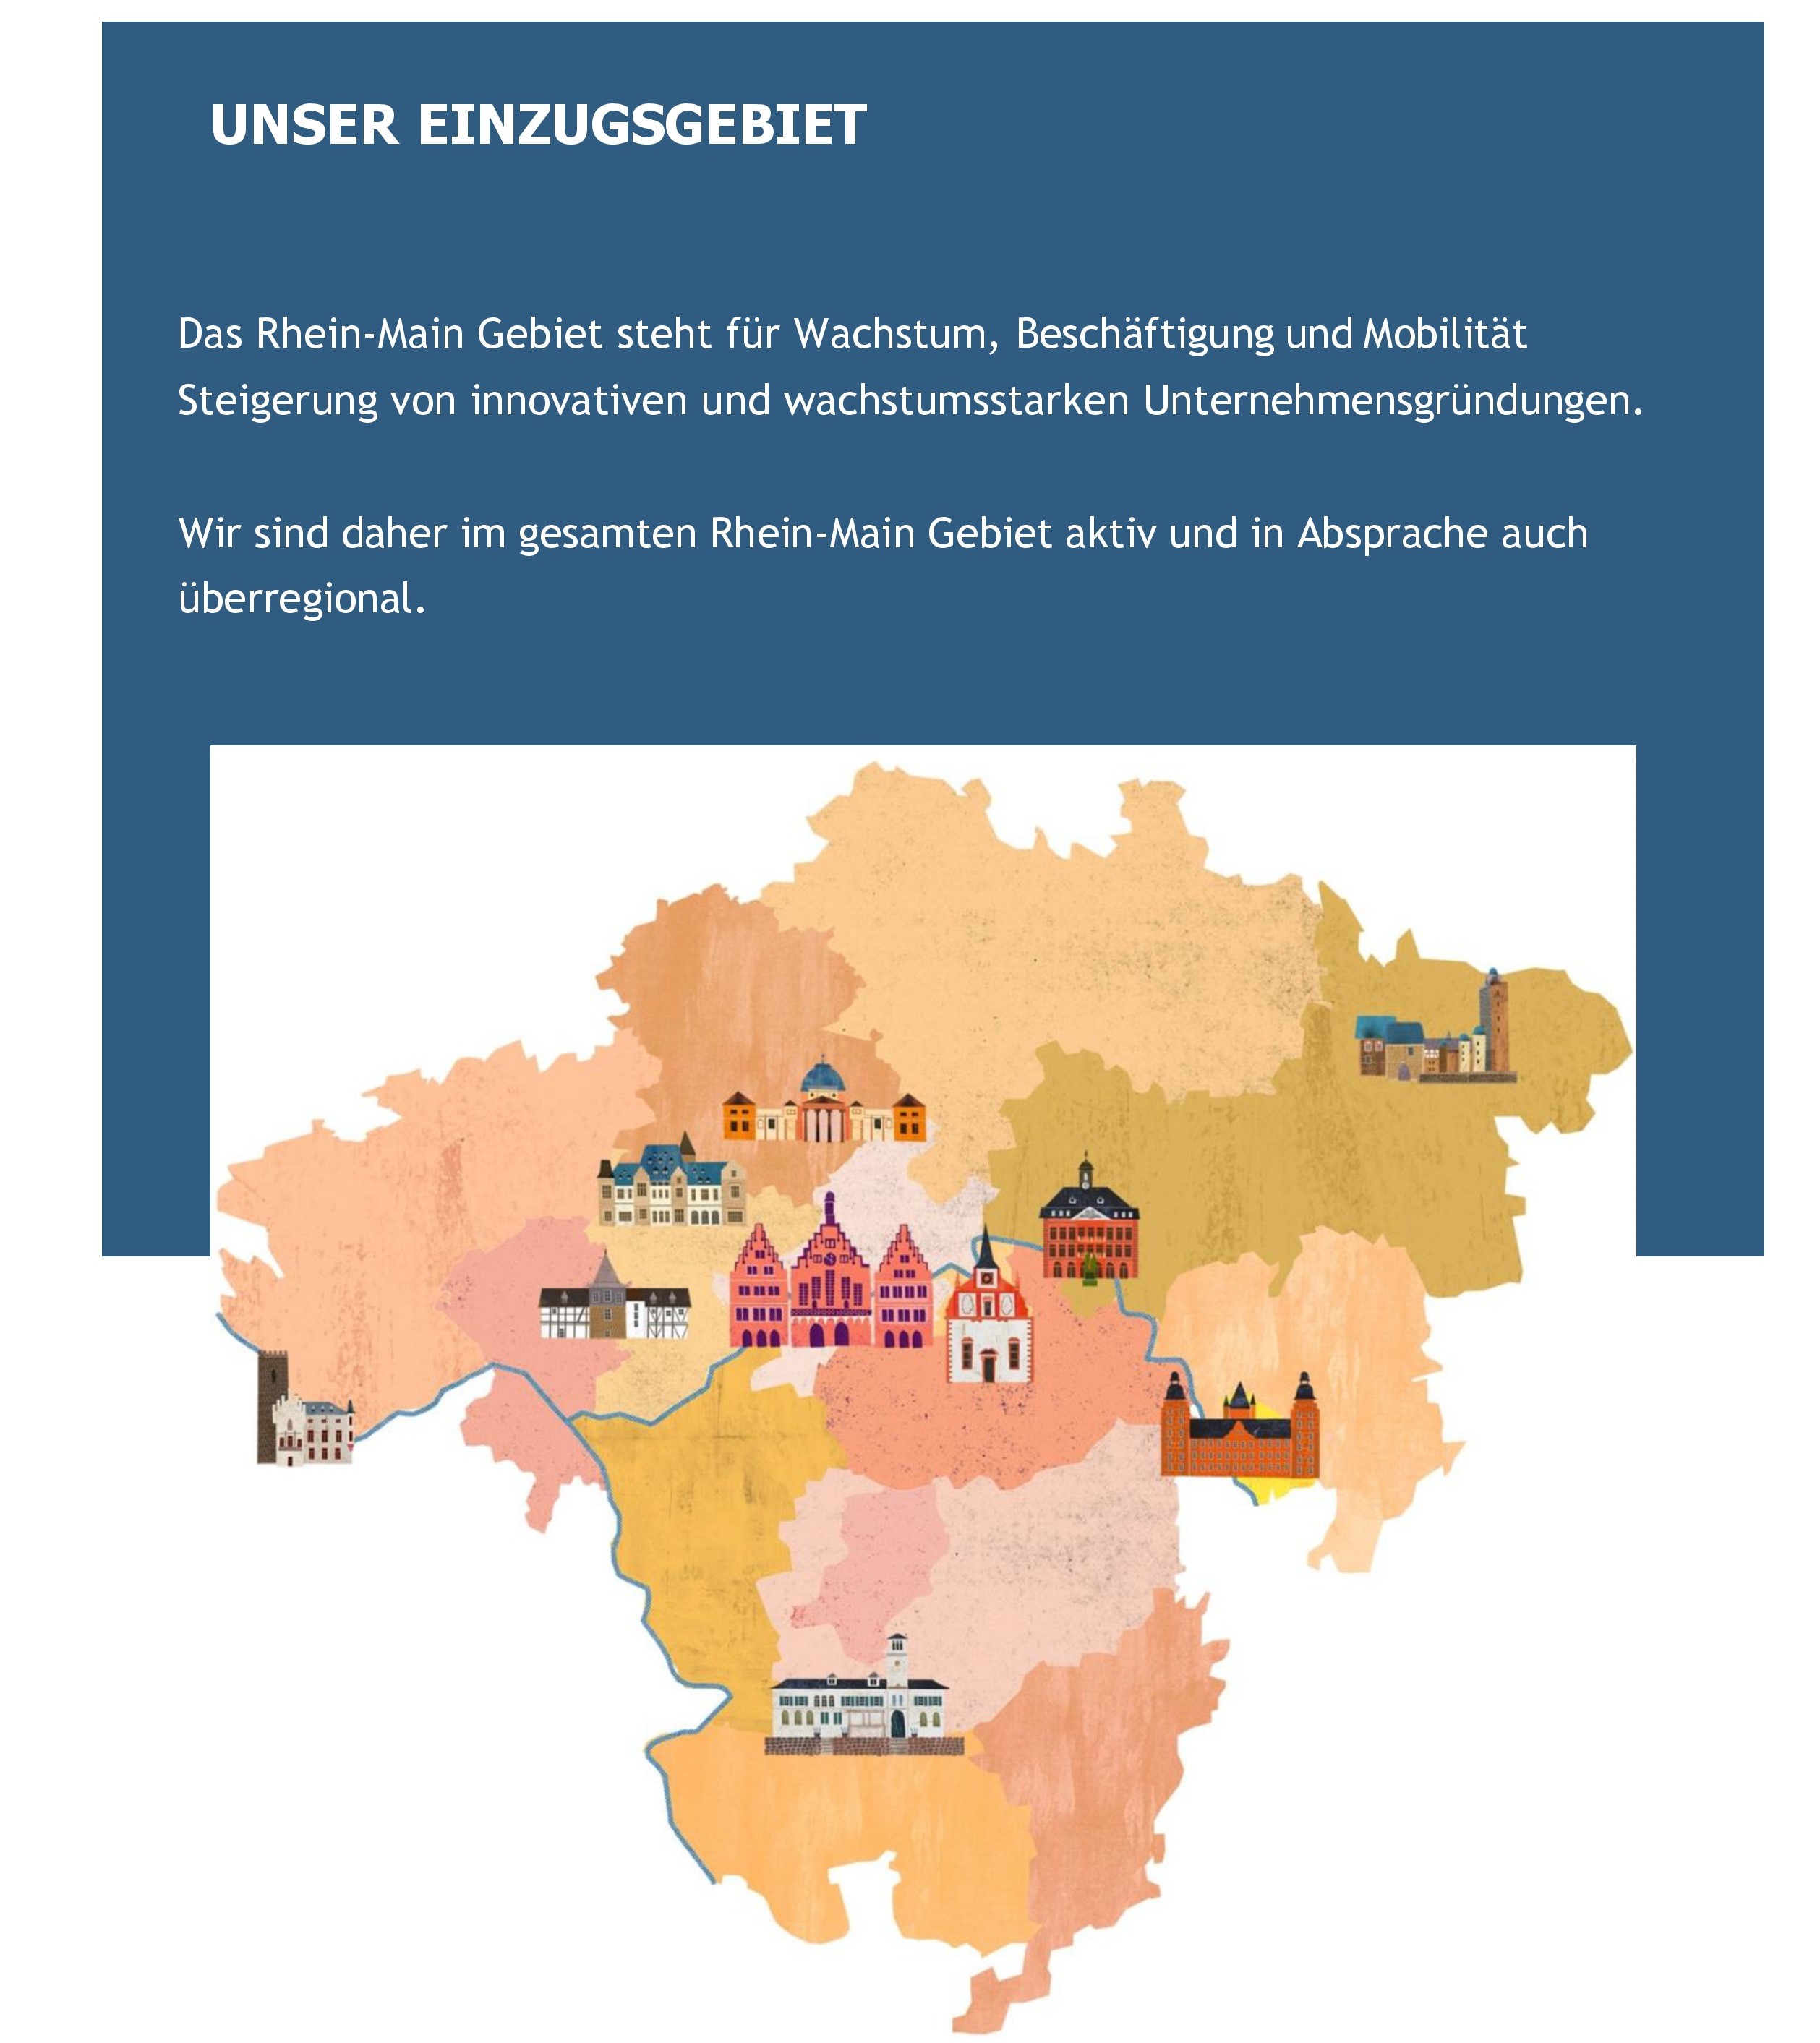 UNSER EINZUGSGEBIET
Das Rhein-Main Gebiet steht für Wachstum, Beschäftigung und Mobilität
Steigerung von innovativen und wachstumsstarken Unternehmensgründungen.
Wir sind daher im gesamten Rhein-Main Gebiet aktiv und in Absprache auch
überregional.